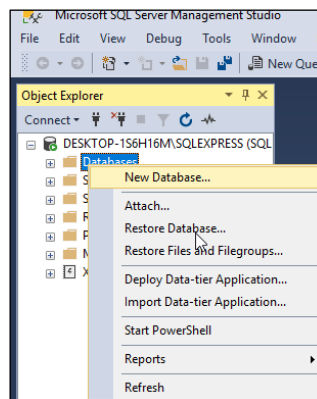 Microsoft SQL Server Management Studio
File Edit View Debug Tools Window
New Que
Object Explorer
Connect
DESKTOP-1S6H16M\SQLEXPRESS (SQL
Databases
S
S
R
P
M
X
New Database...
Attach...
Restore Database...
Restore Files and Filegroups...
Deploy Data-tier Application...
Import Data-tier Application...
Start PowerShell
Reports
Refresh